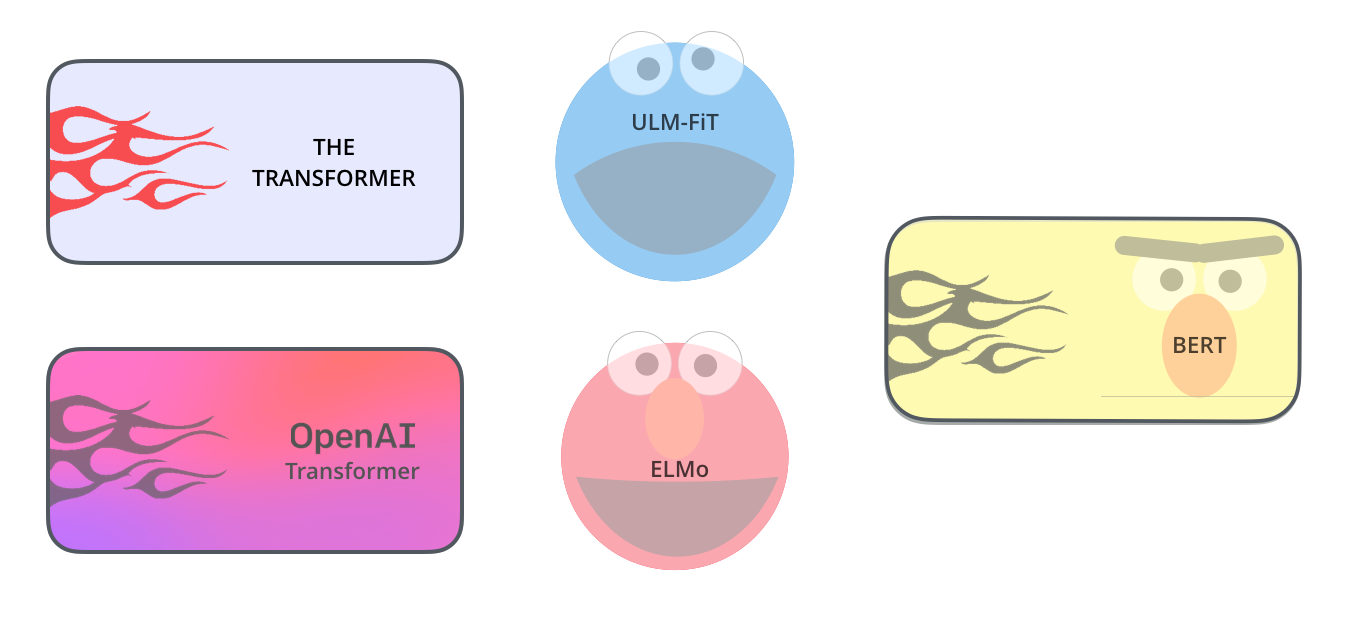 THE
TRANSFORMER
OpenAI
Transformer
ULM-FiT
ELMo
BERT